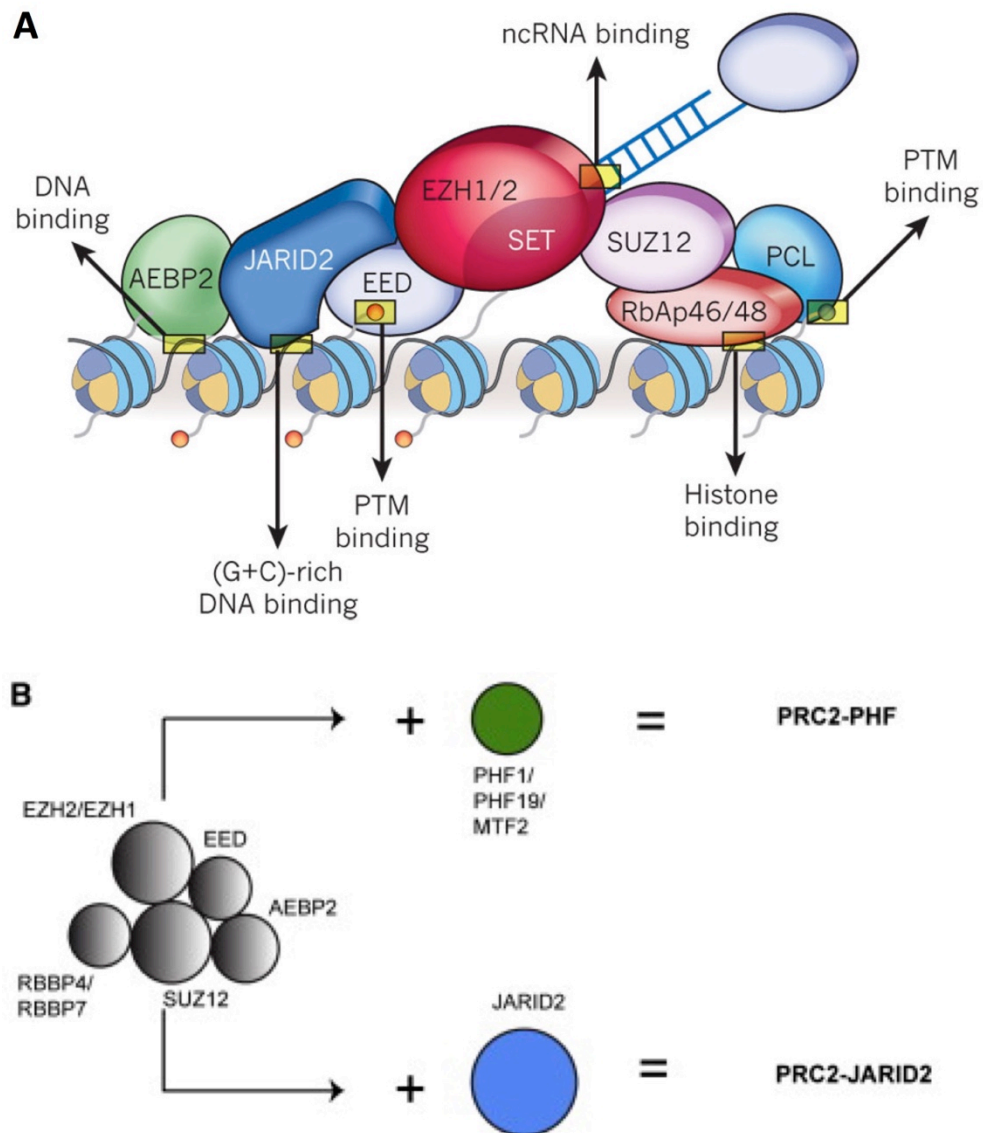 A
ncRNA binding
DNA
binding
PTM
binding
EZH1/2
SET
AEBP2
JARID2
EED
SUZ12
PCL
RbAp46/48
PTM
binding
Histone
binding
(G+C)-rich
DNA binding
B
+
=
PRC2-PHF
PHF1/
PHF19/
MTF2
EZH2/EZH1
EED
AEBP2
RBBP4/
RBBP7
SUZ12
JARID2
+
=
PRC2-JARID2